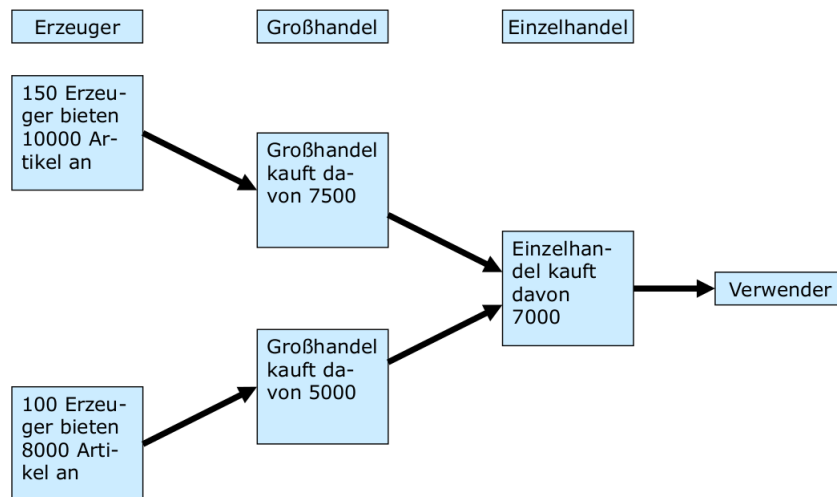 Erzeuger
Großhandel
Einzelhandel
150 Erzeu-
ger bieten
10000 Ar-
tikel an
Großhandel
kauft da-
von 7500
Einzelhan-
del kauft
davon
7000
Verwender
Großhandel
kauft da-
von 5000
100 Erzeu-
ger bieten
8000 Arti-
kel an